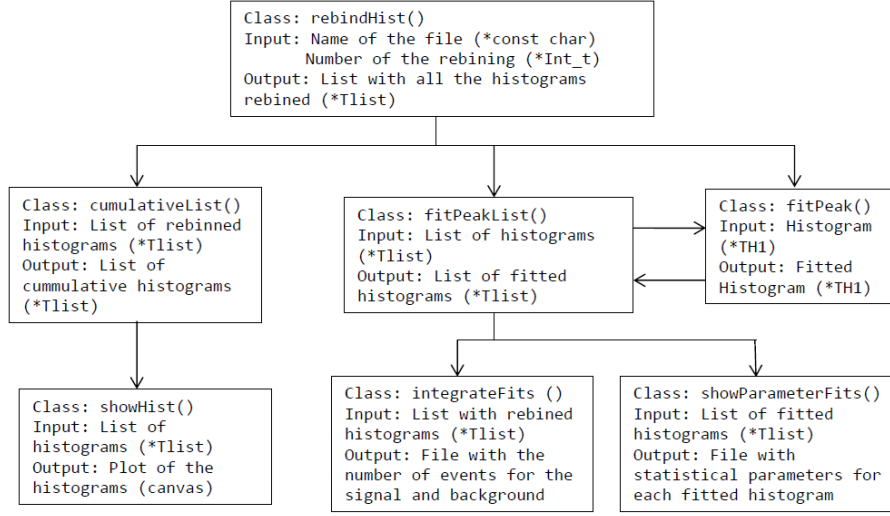 Class: rebindHist()
Input: Name of the file (*const char)
Number of the rebining (*Int_t)
Output: List with all the histograms
rebined (*Tlist)
Class: cumulativeList()
Input: List of rebinned
histograms (*Tlist)
Output: List of
cummulative histograms
(*Tlist)
Class: fitPeakList()
Input: List of histograms
(*Tlist)
Output: List of fitted
histograms (*Tlist)
Class: fitPeak()
Input: Histogram
(*TH1)
Output: Fitted
Histogram (*TH1)
Class: showHist()
Input: List of
histograms (*Tlist)
Output: Plot of the
histograms (canvas)
Class: integrateFits ()
Input: List with rebined
histograms (*Tlist)
Output: File with the
number of events for the
signal and background
Class: showParameterFits()
Input: List of fitted
histograms (*Tlist)
Output: File with
statistical parameters for
each fitted histogram